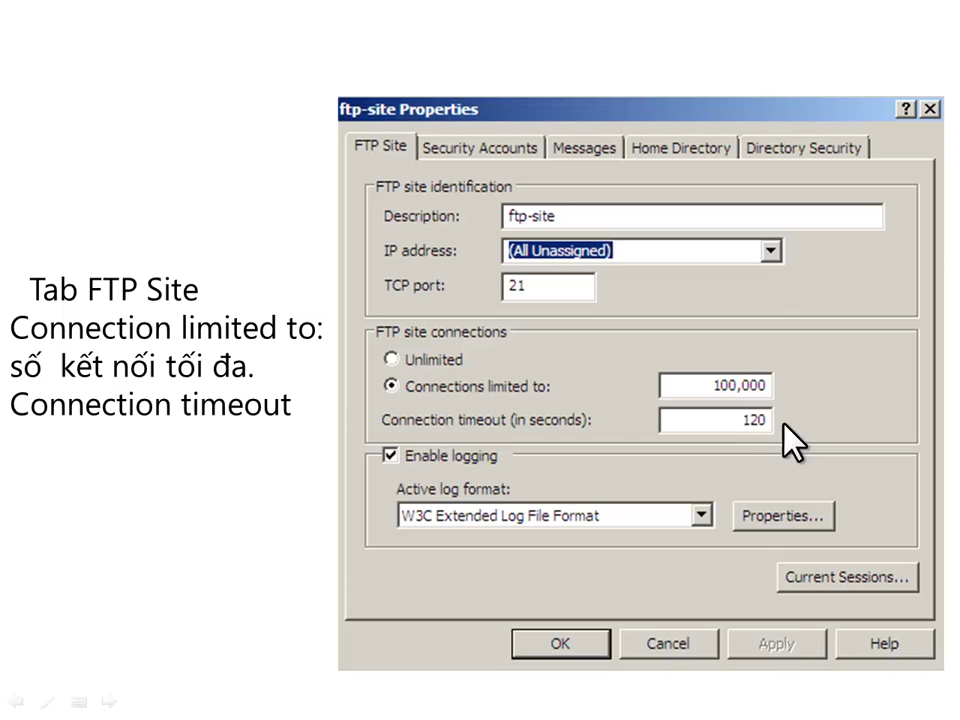 Tab FTP Site
Connection limited to:
số kết nối tối đa.
Connection timeout
ftp-site Properties
FTP Site Security Accounts Messages Home Directory Directory Security
FTP site identification
Description: ftp-site
IP address: (All Unassigned)
TCP port: 21
FTP site connections
Unlimited
Connections limited to: 100,000
Connection timeout (in seconds): 120
Enable logging
Active log format:
W3C Extended Log File Format Properties...
Current Sessions...
OK Cancel Apply Help